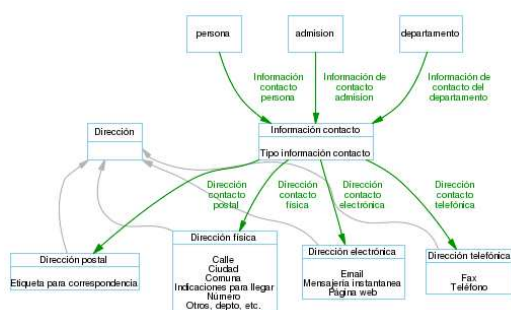 persona
admision
departamento
Información
contacto
persona
Información de
contacto
admision
Información de
contacto del
departamento
Dirección
Información contacto
Tipo información contacto
Dirección
contacto
postal
Dirección
contacto
física
Dirección
contacto
electrónica
Dirección
contacto
telefónica
Dirección postal
Etiqueta para correspondencia
Dirección física
Calle
Ciudad
Comuna
Indicaciones para llegar
Número
Otros, depto, etc.
Dirección electrónica
Email
Mensajería instantanea
Página web
Dirección telefónica
Fax
Teléfono